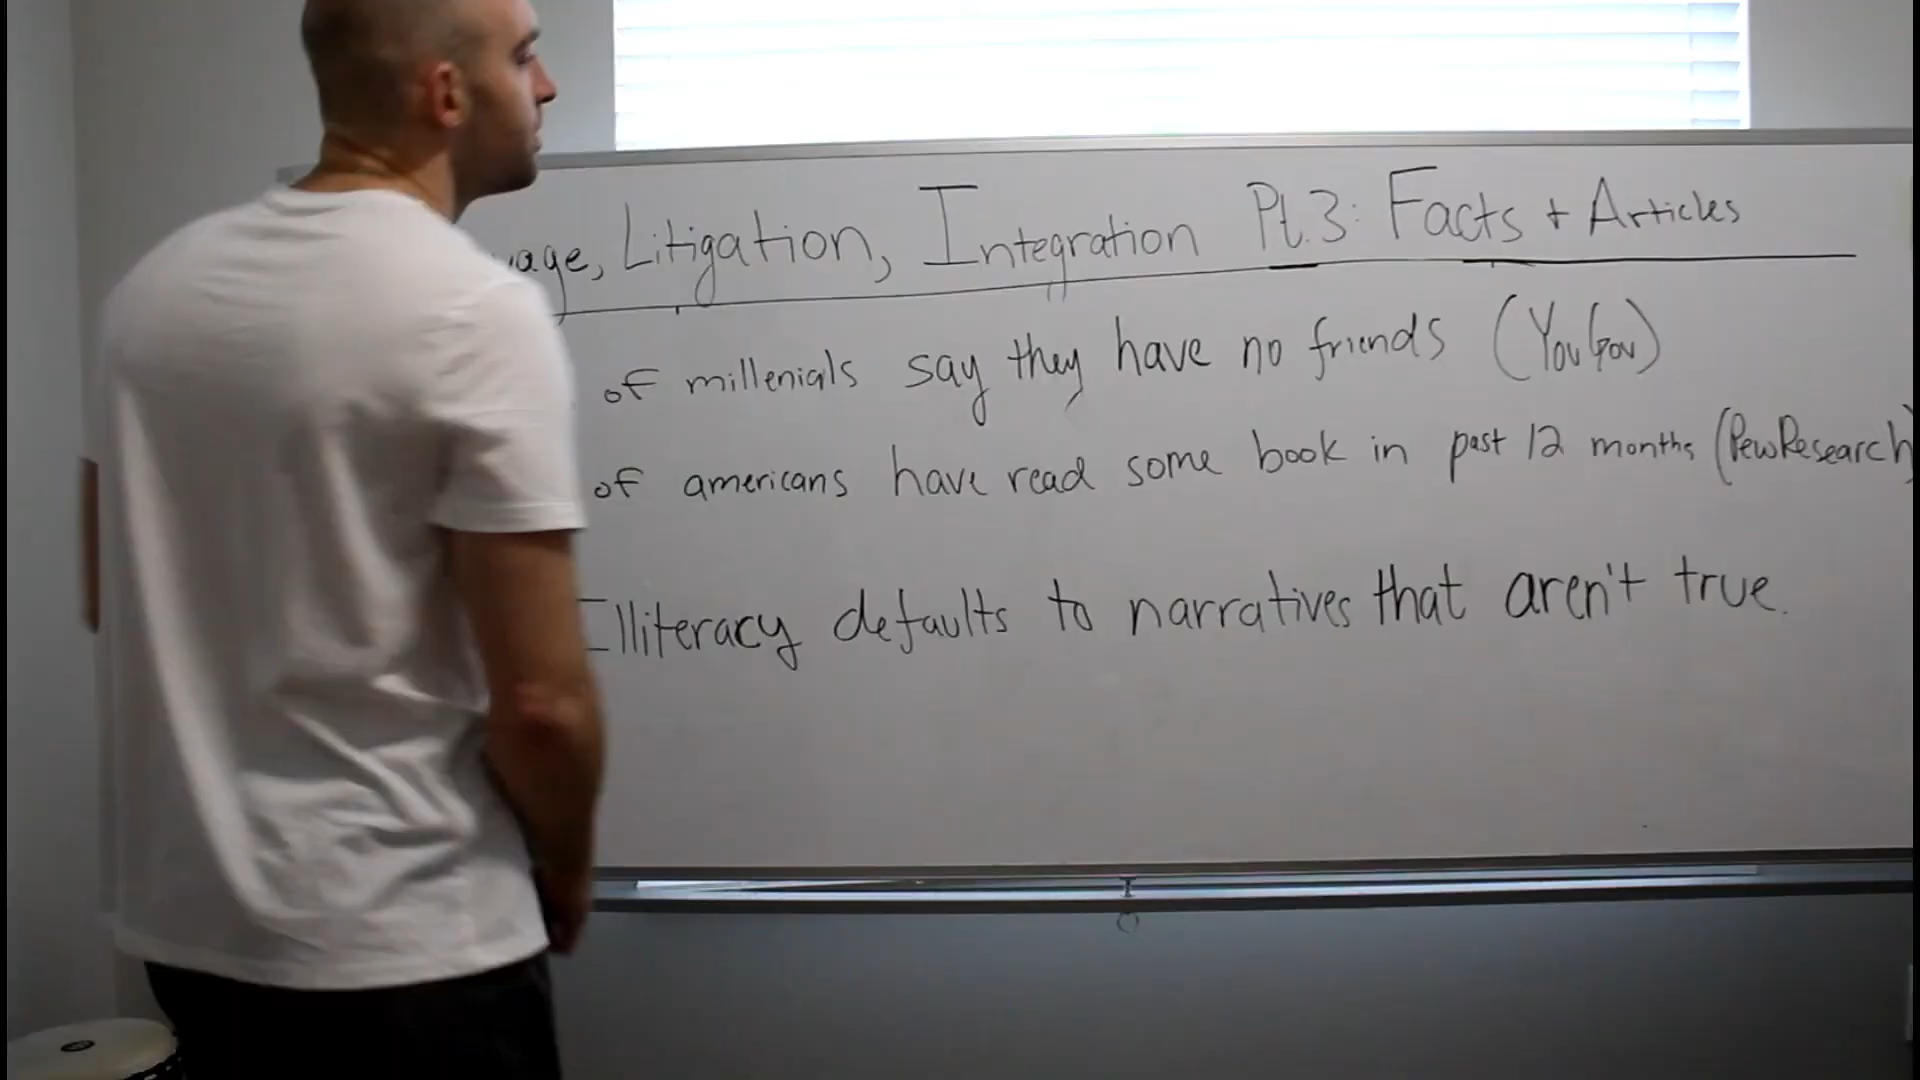 Litigation, Integration Pt.3: Facts + Articles
of millenials say they have no friends (YouGov)
of americans have read some book in past 12 months (PewResearch)
Illiteracy defaults to narratives that aren't true.